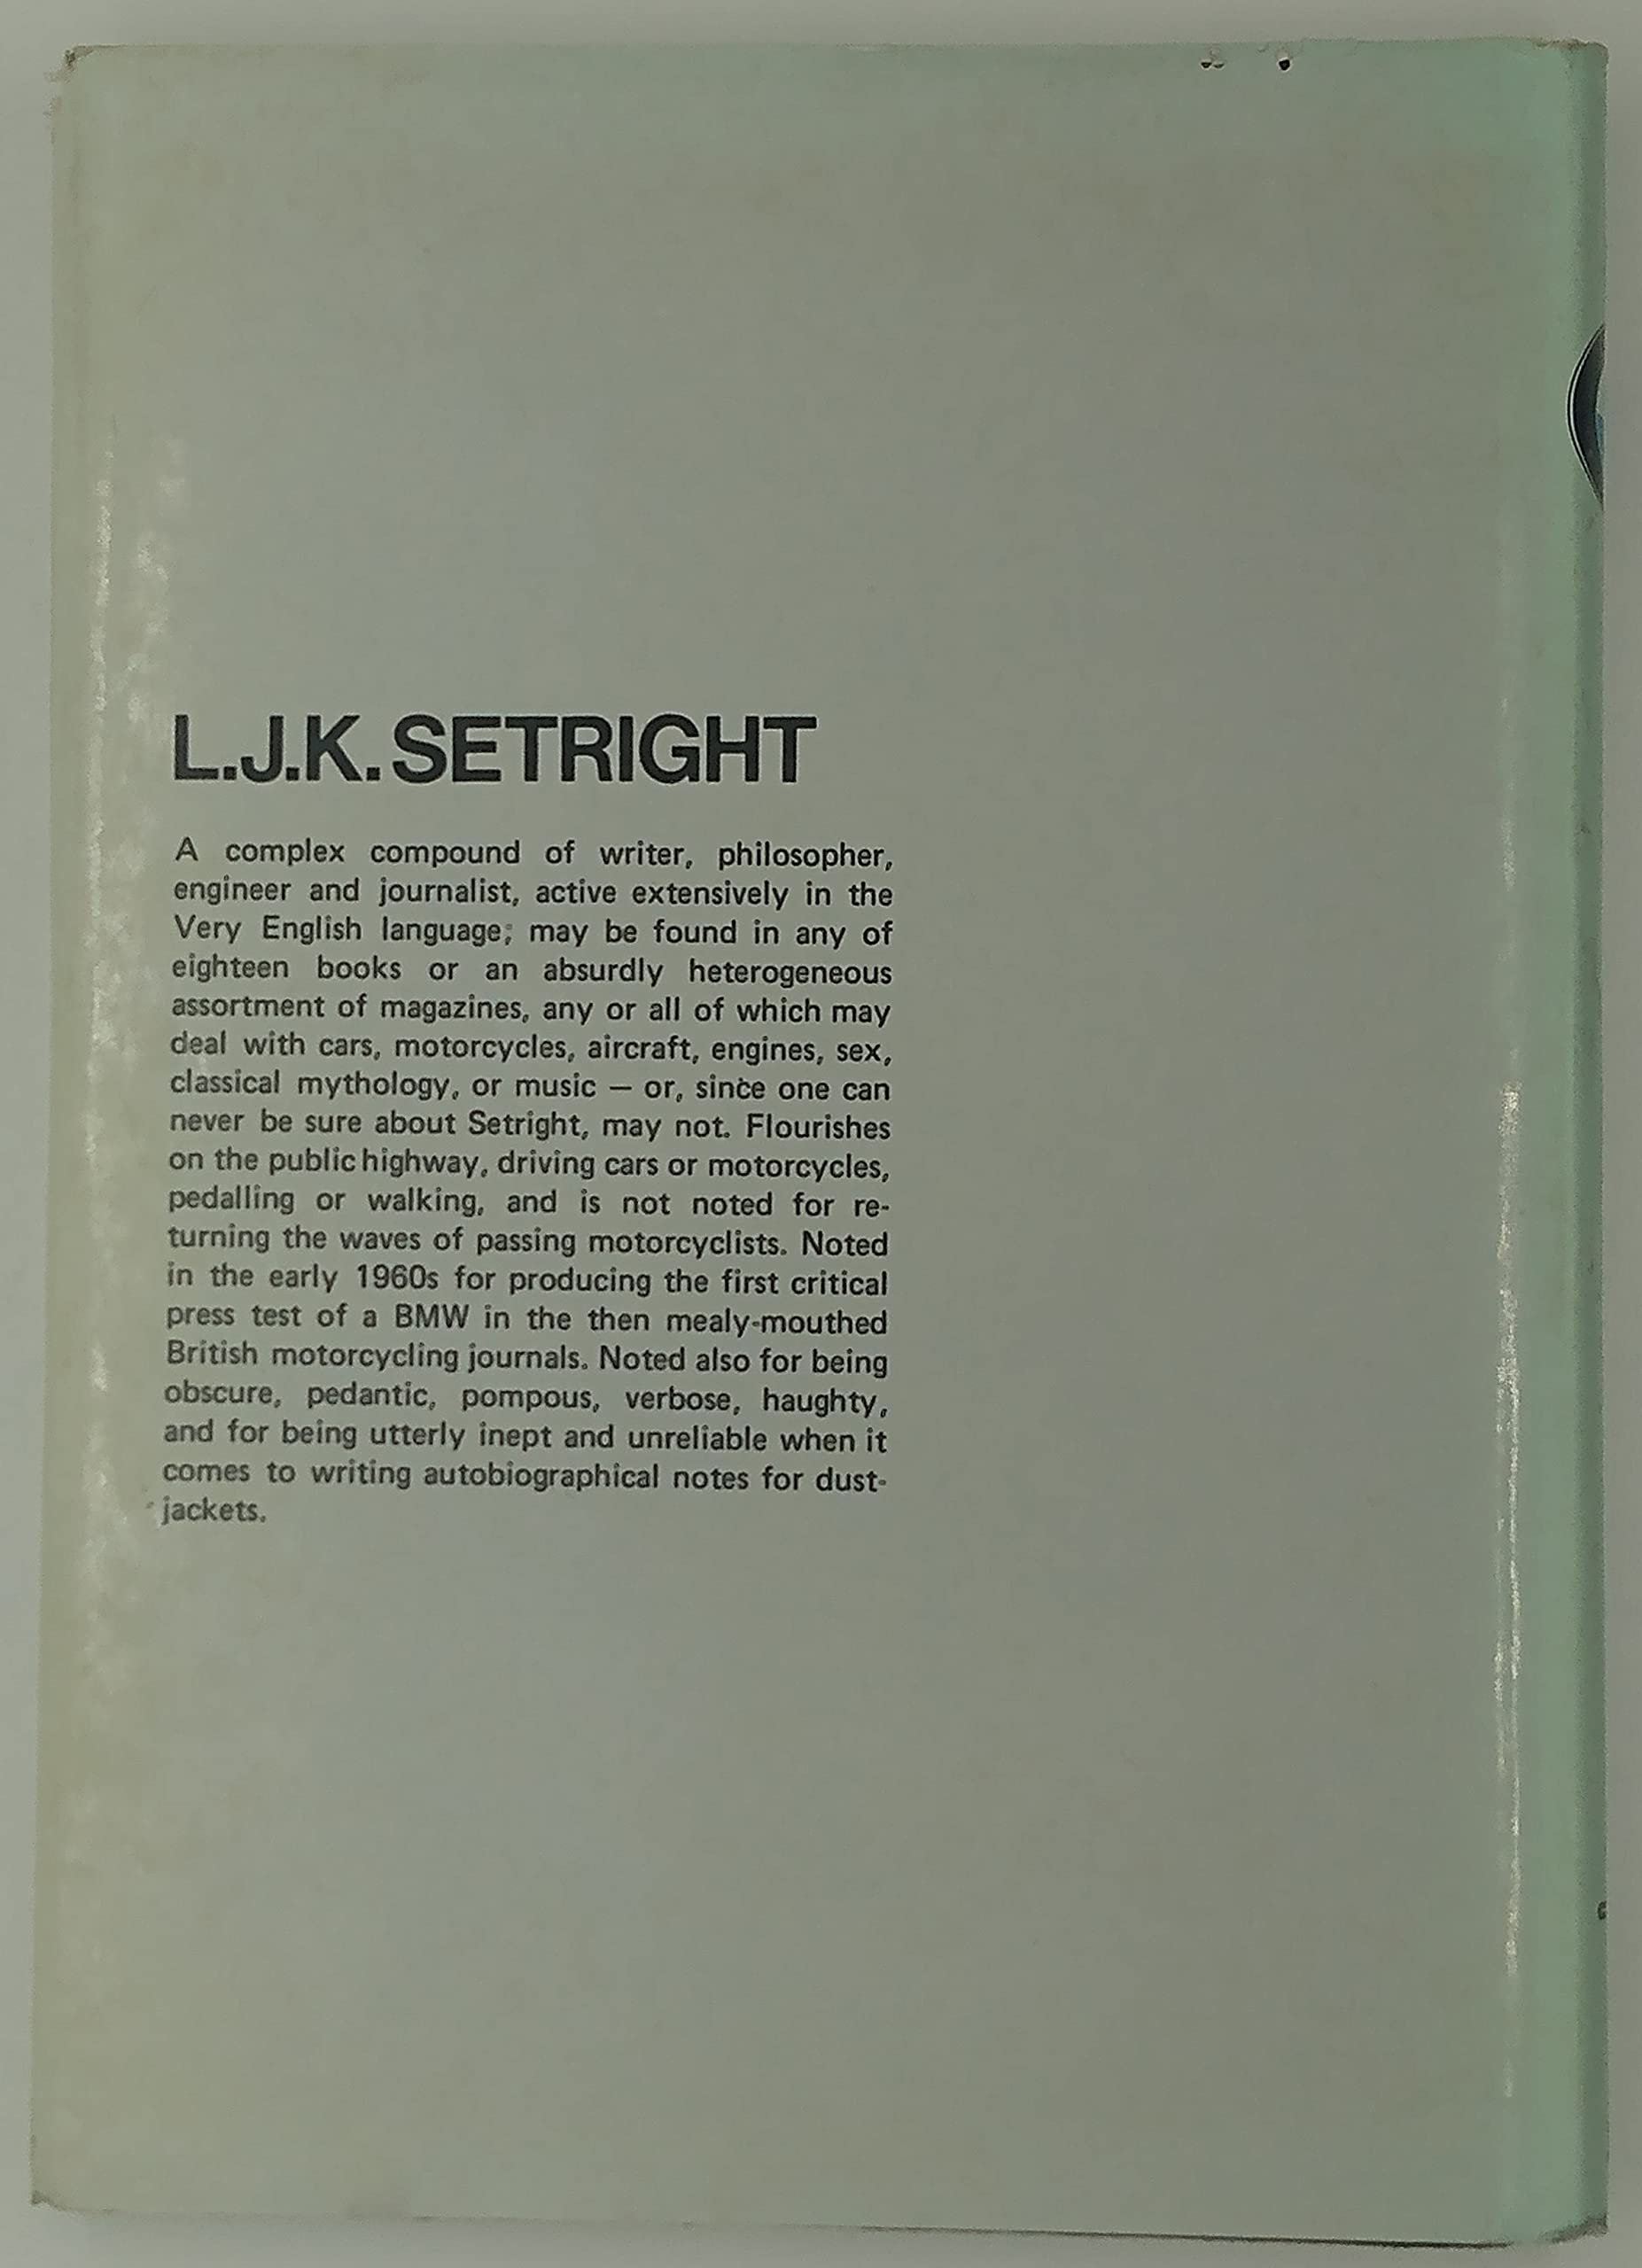 L.J.K. SETRIGHT
A complex compound of writer, philosopher,
engineer and journalist, active extensively in the
Very English language; may be found in any of
eighteen books or an absurdly heterogeneous
assortment of magazines, any or all of which may
deal with cars, motorcycles, aircraft, engines, sex,
classical mythology, or music — or, since one can
never be sure about Setright, may not. Flourishes
on the public highway, driving cars or motorcycles,
pedalling or walking, and is not noted for re-
turning the waves of passing motorcyclists. Noted
in the early 1960s for producing the first critical
press test of a BMW in the then mealy-mouthed
British motorcycling journals. Noted also for being
obscure, pedantic, pompous, verbose, haughty,
and for being utterly inept and unreliable when it
comes to writing autobiographical notes for dust-
jackets.